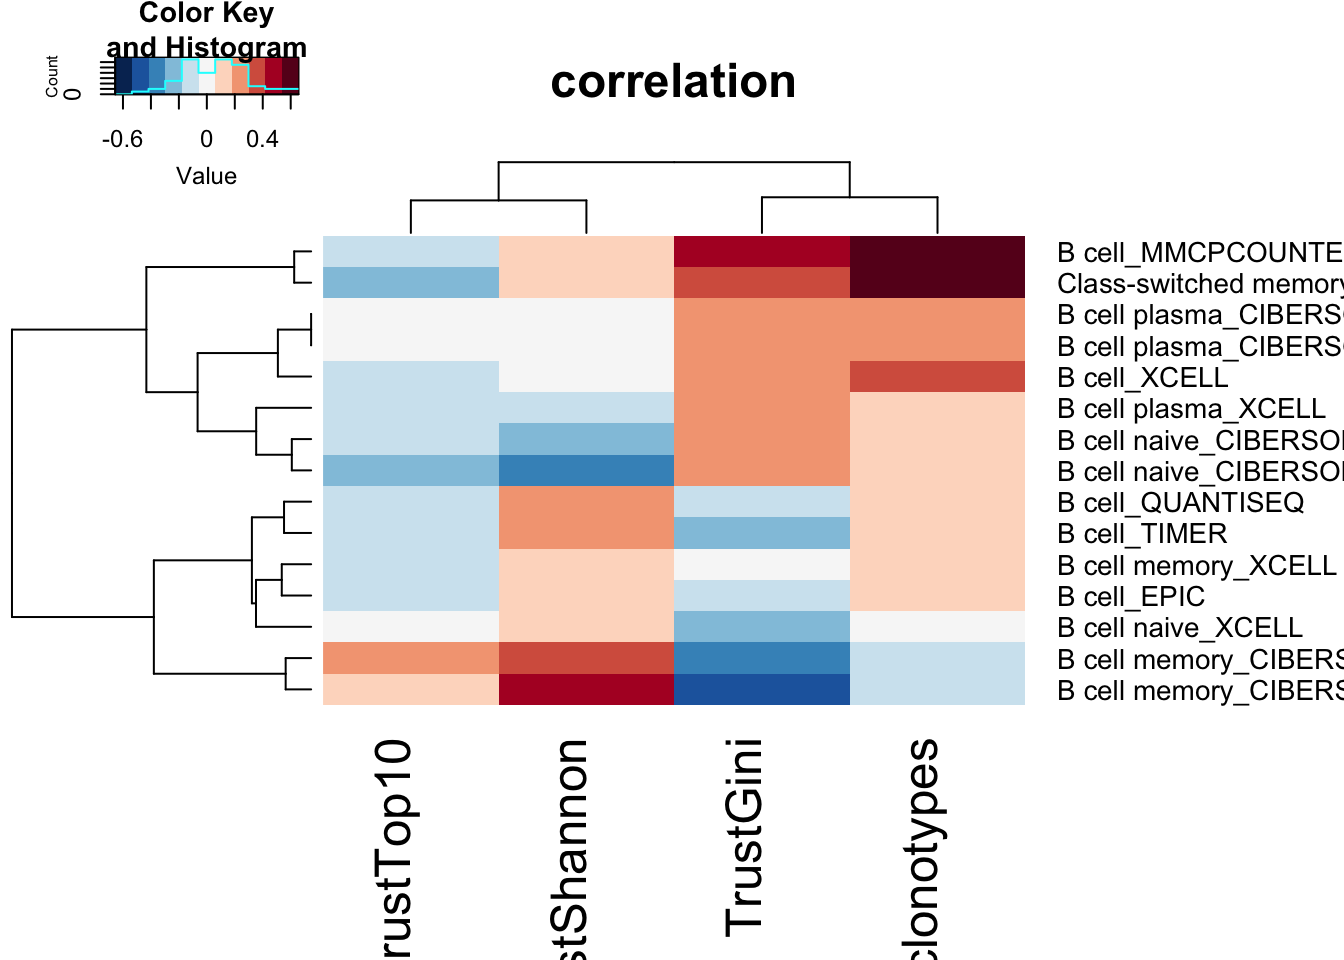 Color Key
and Histogram
Count
0
-0.6 0 0.4
Value
correlation
B cell_MMCPCOUNTE
Class-switched memory
B cell plasma_CIBERS
B cell plasma_CIBERS
B cell_XCELL
B cell plasma_XCELL
B cell naive_CIBERSO
B cell naive_CIBERSO
B cell_QUANTISEQ
B cell_TIMER
B cell memory_XCELL
B cell_EPIC
B cell naive_XCELL
B cell memory_CIBERS
B cell memory_CIBERS
rustTop10
stShannon
TrustGini
clonotypes